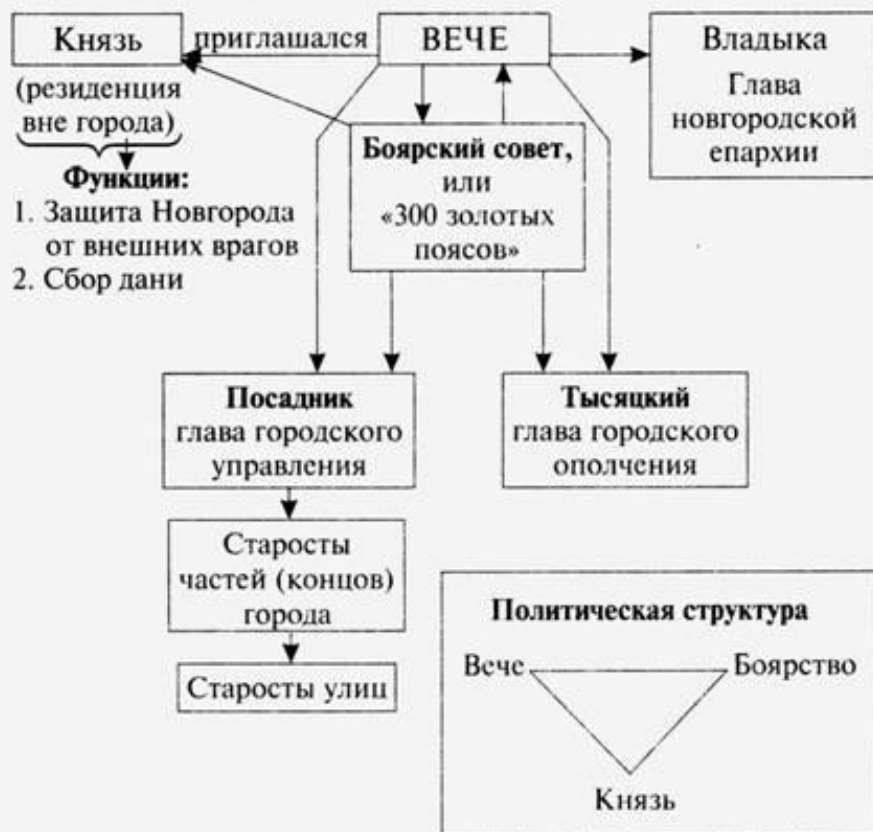 Князь
приглашался
ВЕЧЕ
Владыка
Глава
новгородской
епархии
(резиденция
вне города)
Функции:
1. Защита Новгорода
от внешних врагов
2. Сбор дани
Боярский совет,
или
«300 золотых
поясов»
Посадник
глава городского
управления
Тысяцкий
глава городского
ополчения
Старосты
частей (концов)
города
Старосты улиц
Политическая структура
Вече
Боярство
Князь